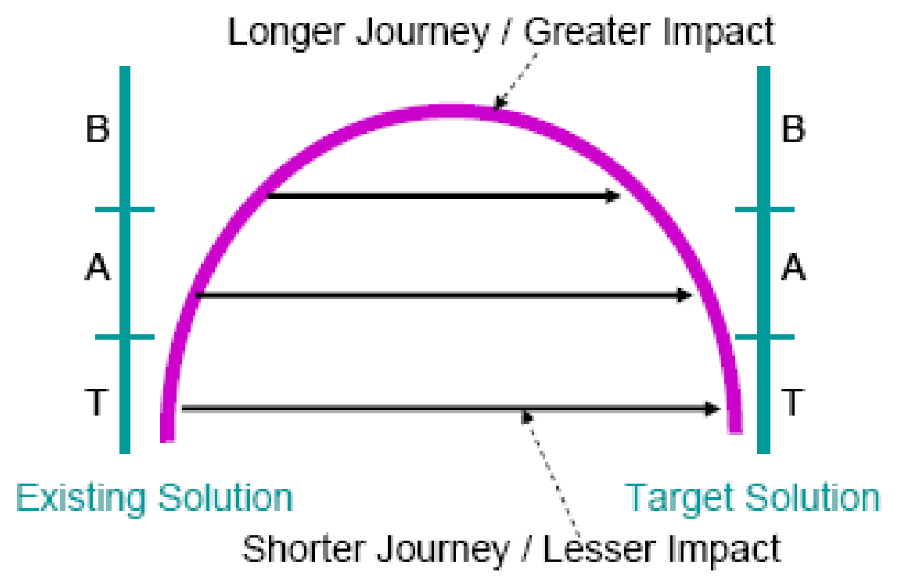 Longer Journey / Greater Impact
B
B
A
A
T
T
Existing Solution
Target Solution
Shorter Journey / Lesser Impact